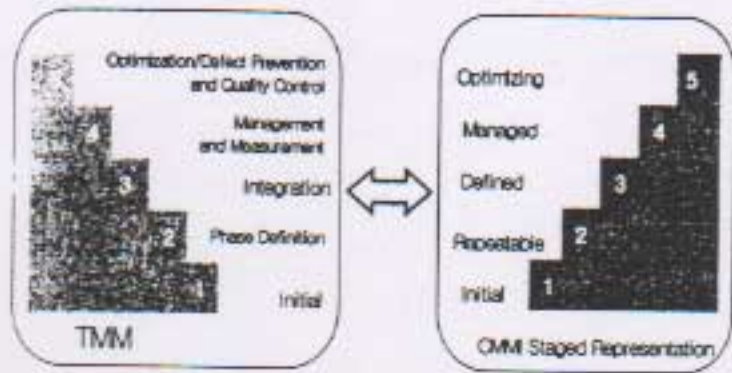 Optimization/Defect Prevention
and Quality Control
4
Management
and Measurement
3
Integration
2
Phase Definition
1
Initial
TMM
Optimizing
5
Managed
4
Defined
3
Repeatable
2
Initial
1
CMMI Staged Representation